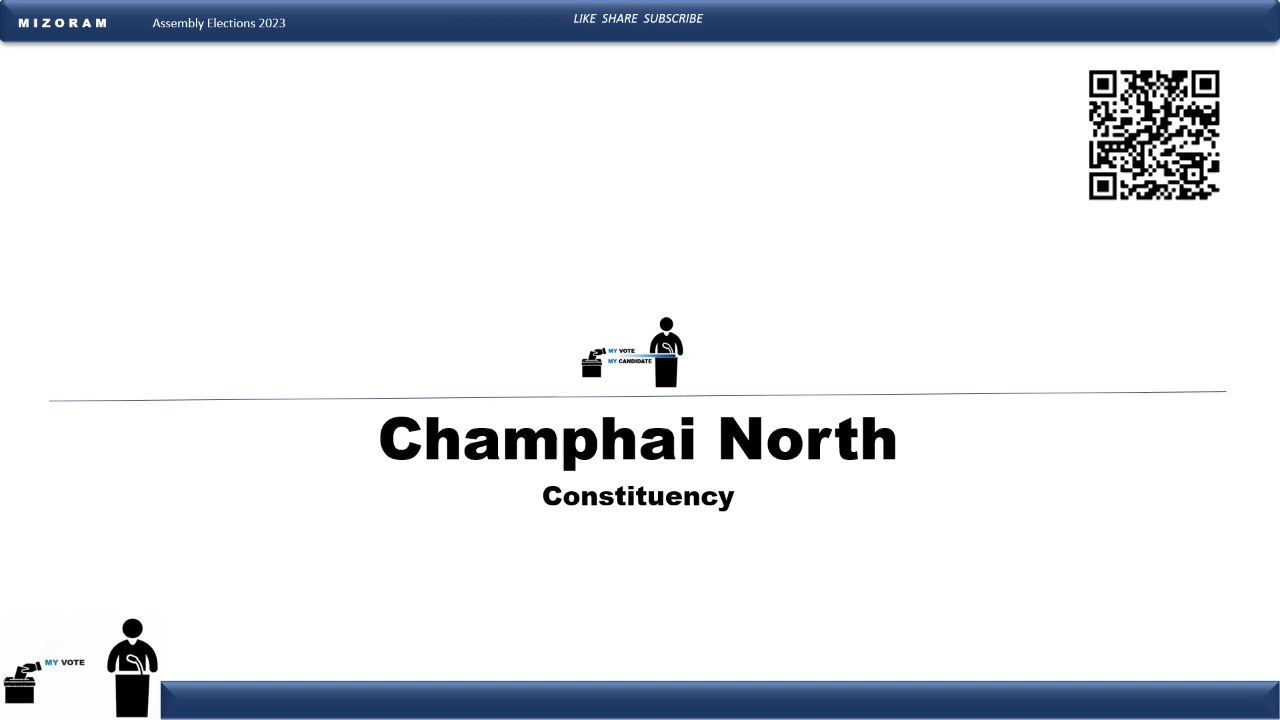 MIZORAM Assembly Elections 2023 LIKE SHARE SUBSCRIBE
MY VOTE
MY CANDIDATE
Champhai North
Constituency
MY VOTE